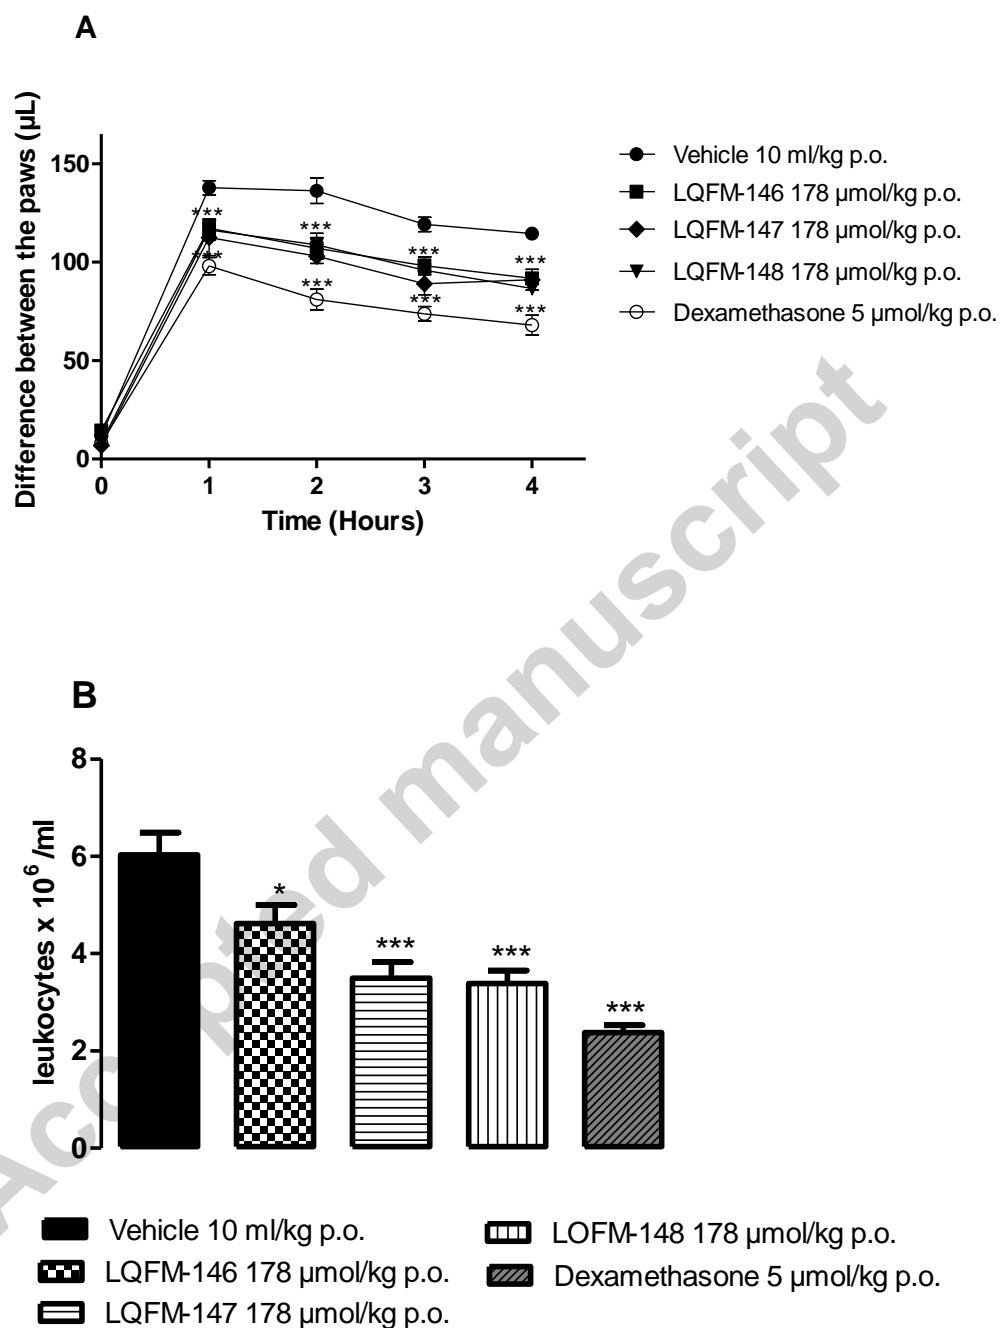 A
Difference between the paws (µL)
150
100
50
0
***
***
***
***
***
***
***
***
0 1 2 3 4
Time (Hours)
Vehicle 10 ml/kg p.o.
LQFM-146 178 µmol/kg p.o.
LQFM-147 178 µmol/kg p.o.
LQFM-148 178 µmol/kg p.o.
Dexamethasone 5 µmol/kg p.o.
Accepted manuscript
B
leukocytes x 10⁶ /ml
8
6
4
2
0
*
***
***
***
Vehicle 10 ml/kg p.o.
LQFM-146 178 µmol/kg p.o.
LQFM-147 178 µmol/kg p.o.
LOFM-148 178 µmol/kg p.o.
Dexamethasone 5 µmol/kg p.o.